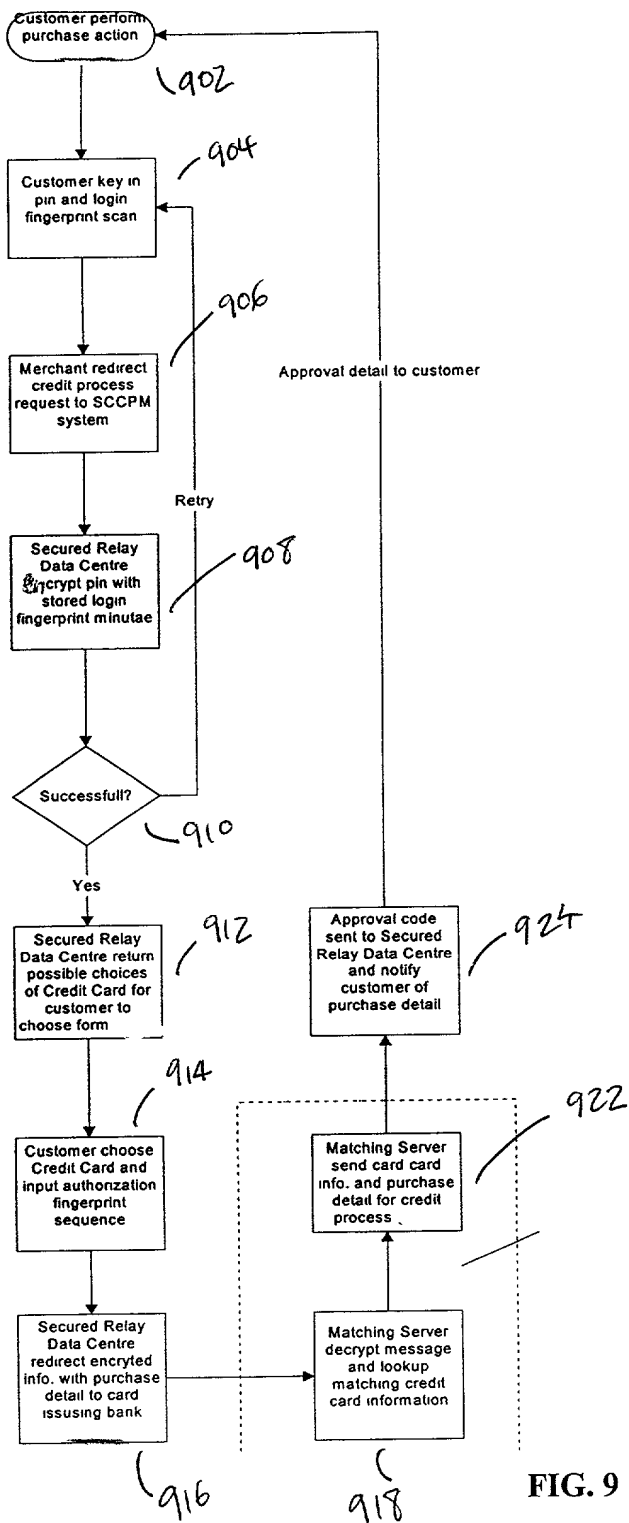 Customer perform
purchase action
902
904
Customer key in
pin and login
fingerprint scan
906
Merchant redirect
credit process
request to SCCPM
system
Approval detail to customer
Retry
908
Secured Relay
Data Centre
crypt pin with
stored login
fingerprint minutae
Successfull?
910
Yes
912
Secured Relay
Data Centre return
possible choices
of Credit Card for
customer to
choose form
Approval code
sent to Secured
Relay Data Centre
and notify
customer of
purchase detail
924
914
Customer choose
Credit Card and
input authorization
fingerprint
sequence
922
Matching Server
send card card
info. and purchase
detail for credit
process
Secured Relay
Data Centre
redirect encryted
info. with purchase
detail to card
issusing bank
916
Matching Server
decrypt message
and lookup
matching credit
card information
918
FIG. 9